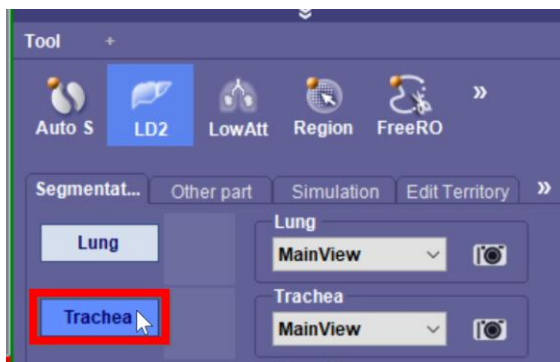 Tool +
Auto S LD2 LowAtt Region FreeRO »
Segmentat... Other part Simulation Edit Territory »
Lung
Lung
MainView
Trachea
Trachea
MainView